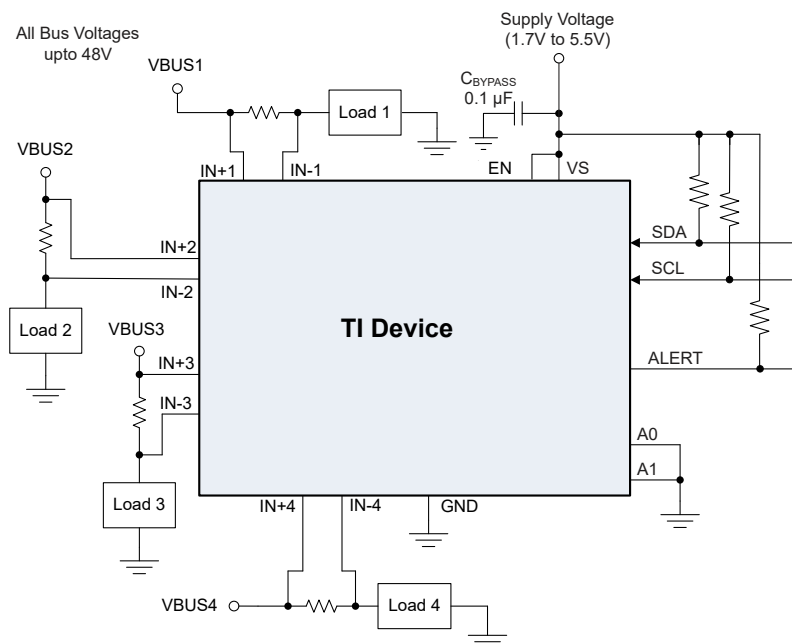 All Bus Voltages
upto 48V
Supply Voltage
(1.7V to 5.5V)
VBUS1
C_BYPASS
0.1 µF
Load 1
VBUS2
IN+1
IN-1
EN
VS
IN+2
SDA
IN-2
SCL
Load 2
TI Device
VBUS3
IN+3
ALERT
IN-3
A0
A1
Load 3
IN+4
IN-4
GND
VBUS4
Load 4